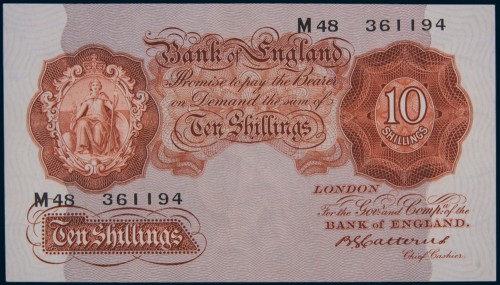 M48 361194
Bank of England
Promise to pay the Bearer
on Demand the sum of
Ten Shillings
10
SHILLINGS
M48 361194
Ten Shillings
LONDON
For the Govr. and Compa. of the
BANK OF ENGLAND.
B.G. Catterns
Chief Cashier.